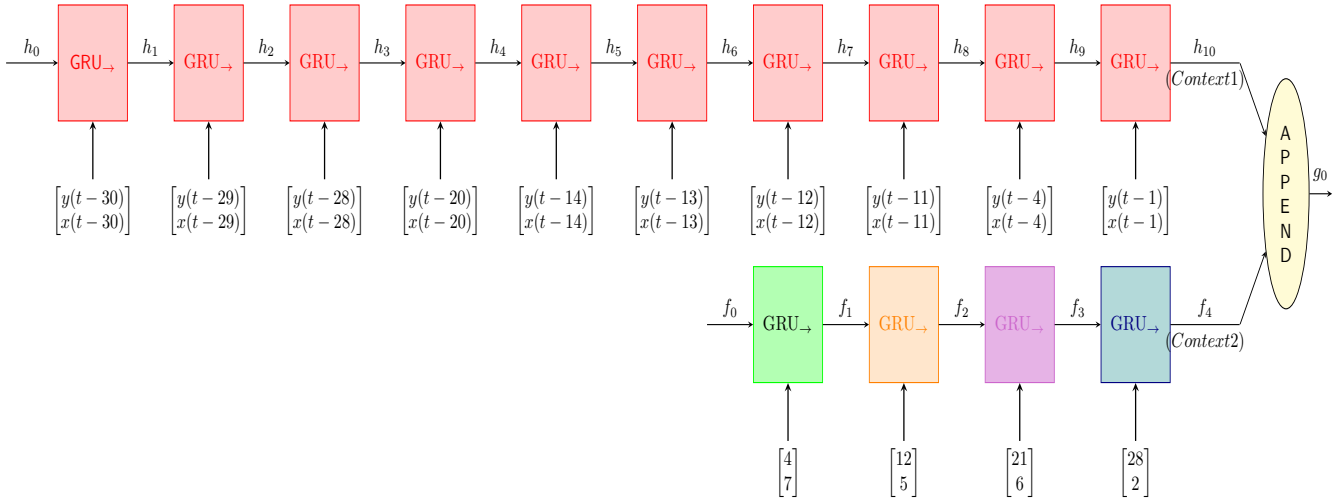 h₀ GRU→ h₁ GRU→ h₂ GRU→ h₃ GRU→ h₄ GRU→ h₅ GRU→ h₆ GRU→ h₇ GRU→ h₈ GRU→ h₉ GRU→ h₁₀
(Context1)
[y(t − 30)] [y(t − 29)] [y(t − 28)] [y(t − 20)] [y(t − 14)] [y(t − 13)] [y(t − 12)] [y(t − 11)] [y(t − 4)] [y(t − 1)]
[x(t − 30)] [x(t − 29)] [x(t − 28)] [x(t − 20)] [x(t − 14)] [x(t − 13)] [x(t − 12)] [x(t − 11)] [x(t − 4)] [x(t − 1)]
A
P
P
E
N
D
g₀
f₀ GRU→ f₁ GRU→ f₂ GRU→ f₃ GRU→ f₄
(Context2)
[4] [12] [21] [28]
[7] [5] [6] [2]